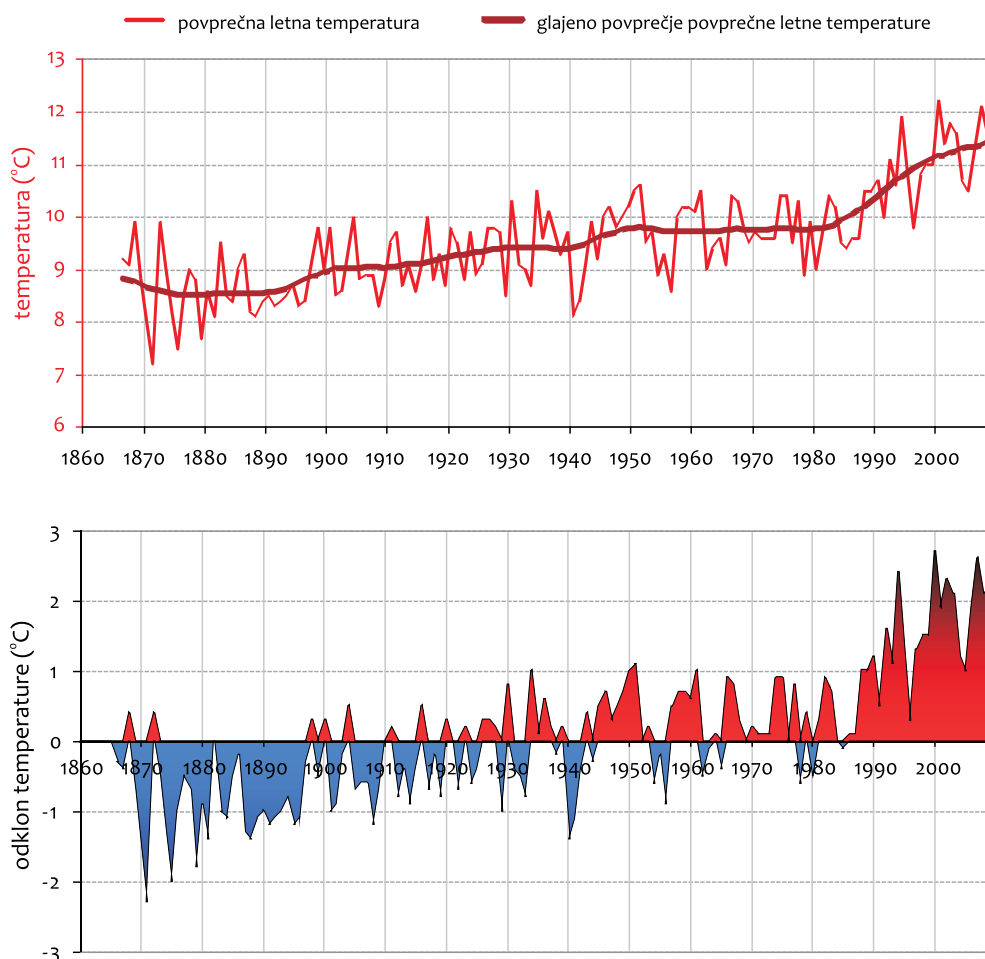 povprečna letna temperatura
glajeno povprečje povprečne letne temperature
temperatura (°C)
13
12
11
10
9
8
7
6
1860 1870 1880 1890 1900 1910 1920 1930 1940 1950 1960 1970 1980 1990 2000
odklon temperature (°C)
3
2
1
0
1860 1870 1880 1890 1900 1910 1920 1930 1940 1950 1960 1970 1980 1990 2000
-1
-2
-3